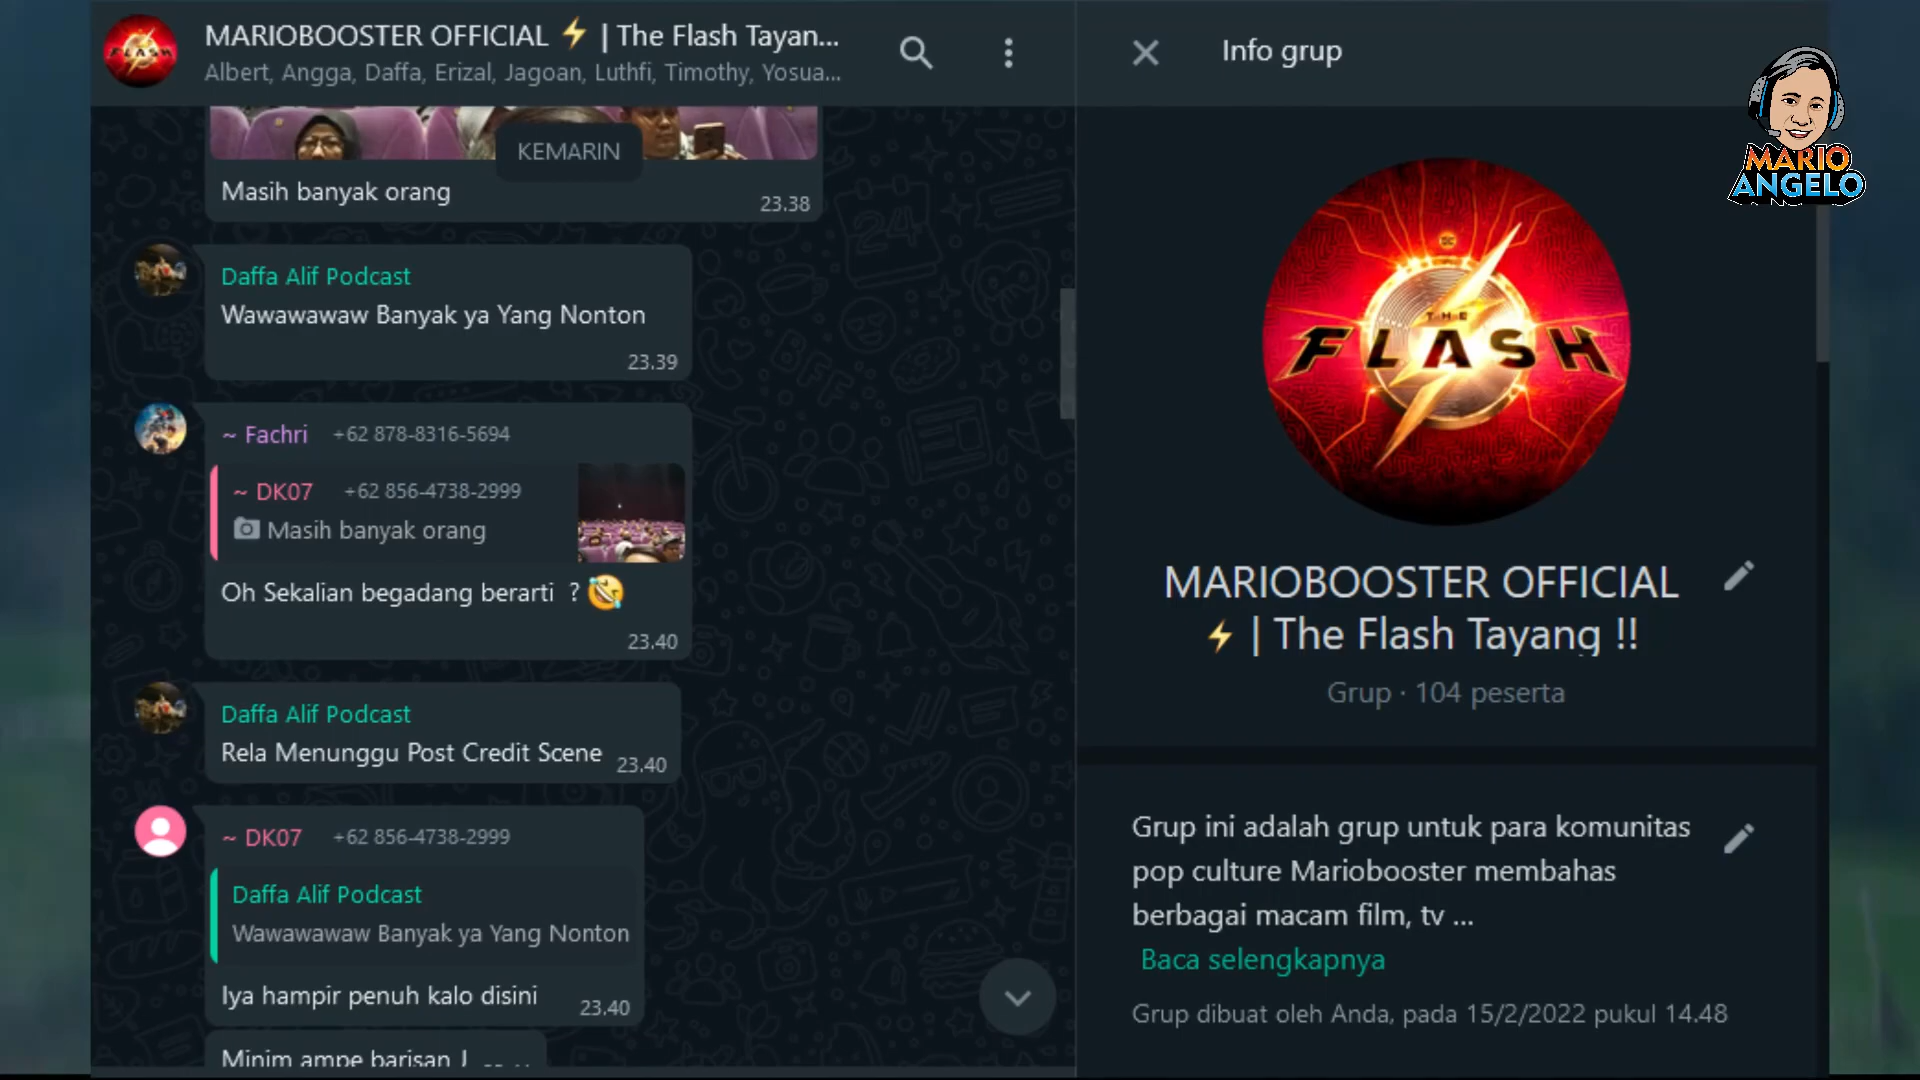 MARIOBOOSTER OFFICIAL ⚡ | The Flash Tayan...
Albert, Angga, Daffa, Erizal, Jagoan, Luthfi, Timothy, Yosua...
KEMARIN
Masih banyak orang
23.38
Daffa Alif Podcast
Wawawawaw Banyak ya Yang Nonton
23.39
~ Fachri +62 878-8316-5694
~ DK07 +62 856-4738-2999
Masih banyak orang
Oh Sekalian begadang berarti ? 🤣
23.40
Daffa Alif Podcast
Rela Menunggu Post Credit Scene 23.40
~ DK07 +62 856-4738-2999
Daffa Alif Podcast
Wawawawaw Banyak ya Yang Nonton
Iya hampir penuh kalo disini 23.40
Minim ampe barisan J
Info grup
MARIO
ANGELO
THE
FLASH
MARIOBOOSTER OFFICIAL
⚡ | The Flash Tayang !!
Grup · 104 peserta
Grup ini adalah grup untuk para komunitas
pop culture Mariobooster membahas
berbagai macam film, tv ...
Baca selengkapnya
Grup dibuat oleh Anda, pada 15/2/2022 pukul 14.48